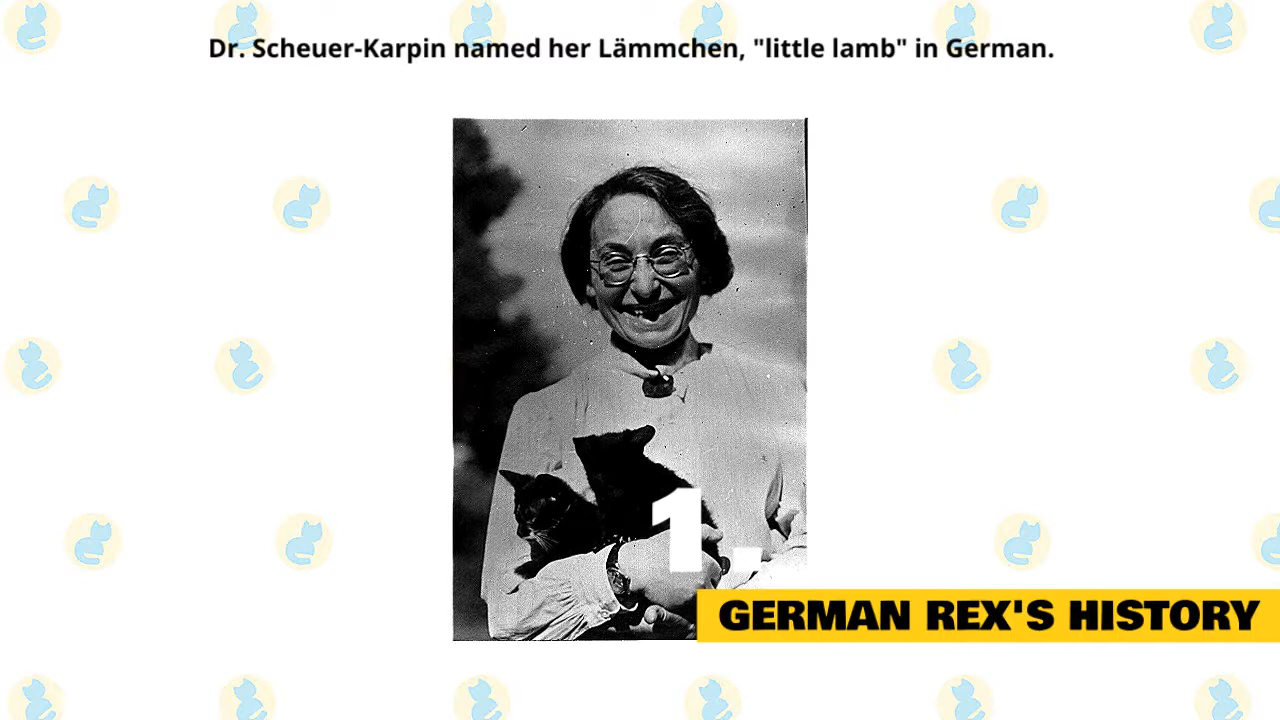 Dr. Scheuer-Karpin named her Lämmchen, "little lamb" in German.
1.
GERMAN REX'S HISTORY